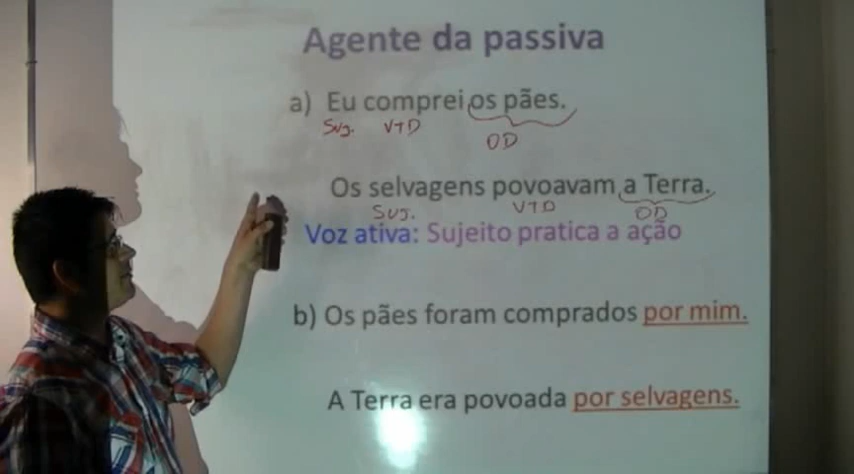 Agente da passiva
a) Eu comprei os pães.
Suj. VTD
OD
Os selvagens povoavam a Terra.
Suj. VTD OD
Voz ativa: Sujeito pratica a ação
b) Os pães foram comprados por mim.
A Terra era povoada por selvagens.